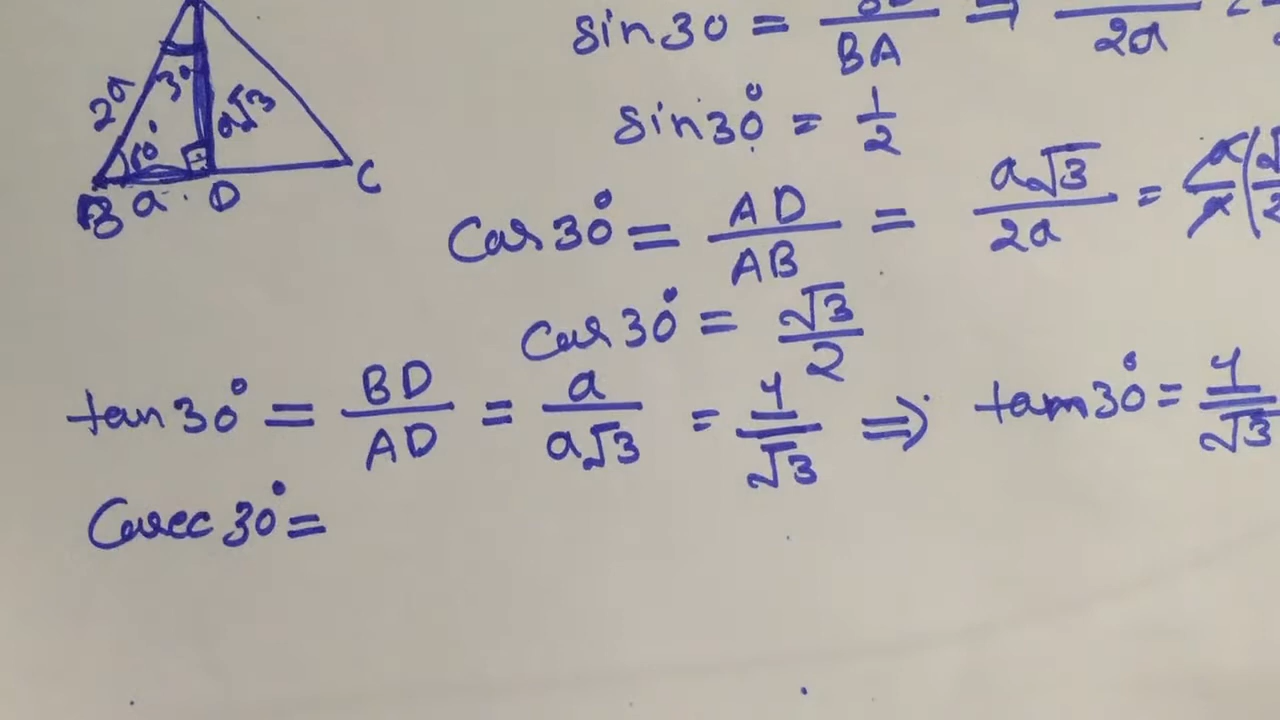 sin30 = /BA ⇒ /2a
sin30° = 1/2
Cos30° = AD/AB = a√3/2a =
Cos30° = √3/2
tan30° = BD/AD = a/a√3 = 1/√3 ⇒ tan30° = 1/√3
Cosec30° =
2a
30
a√3
60°
B a D C